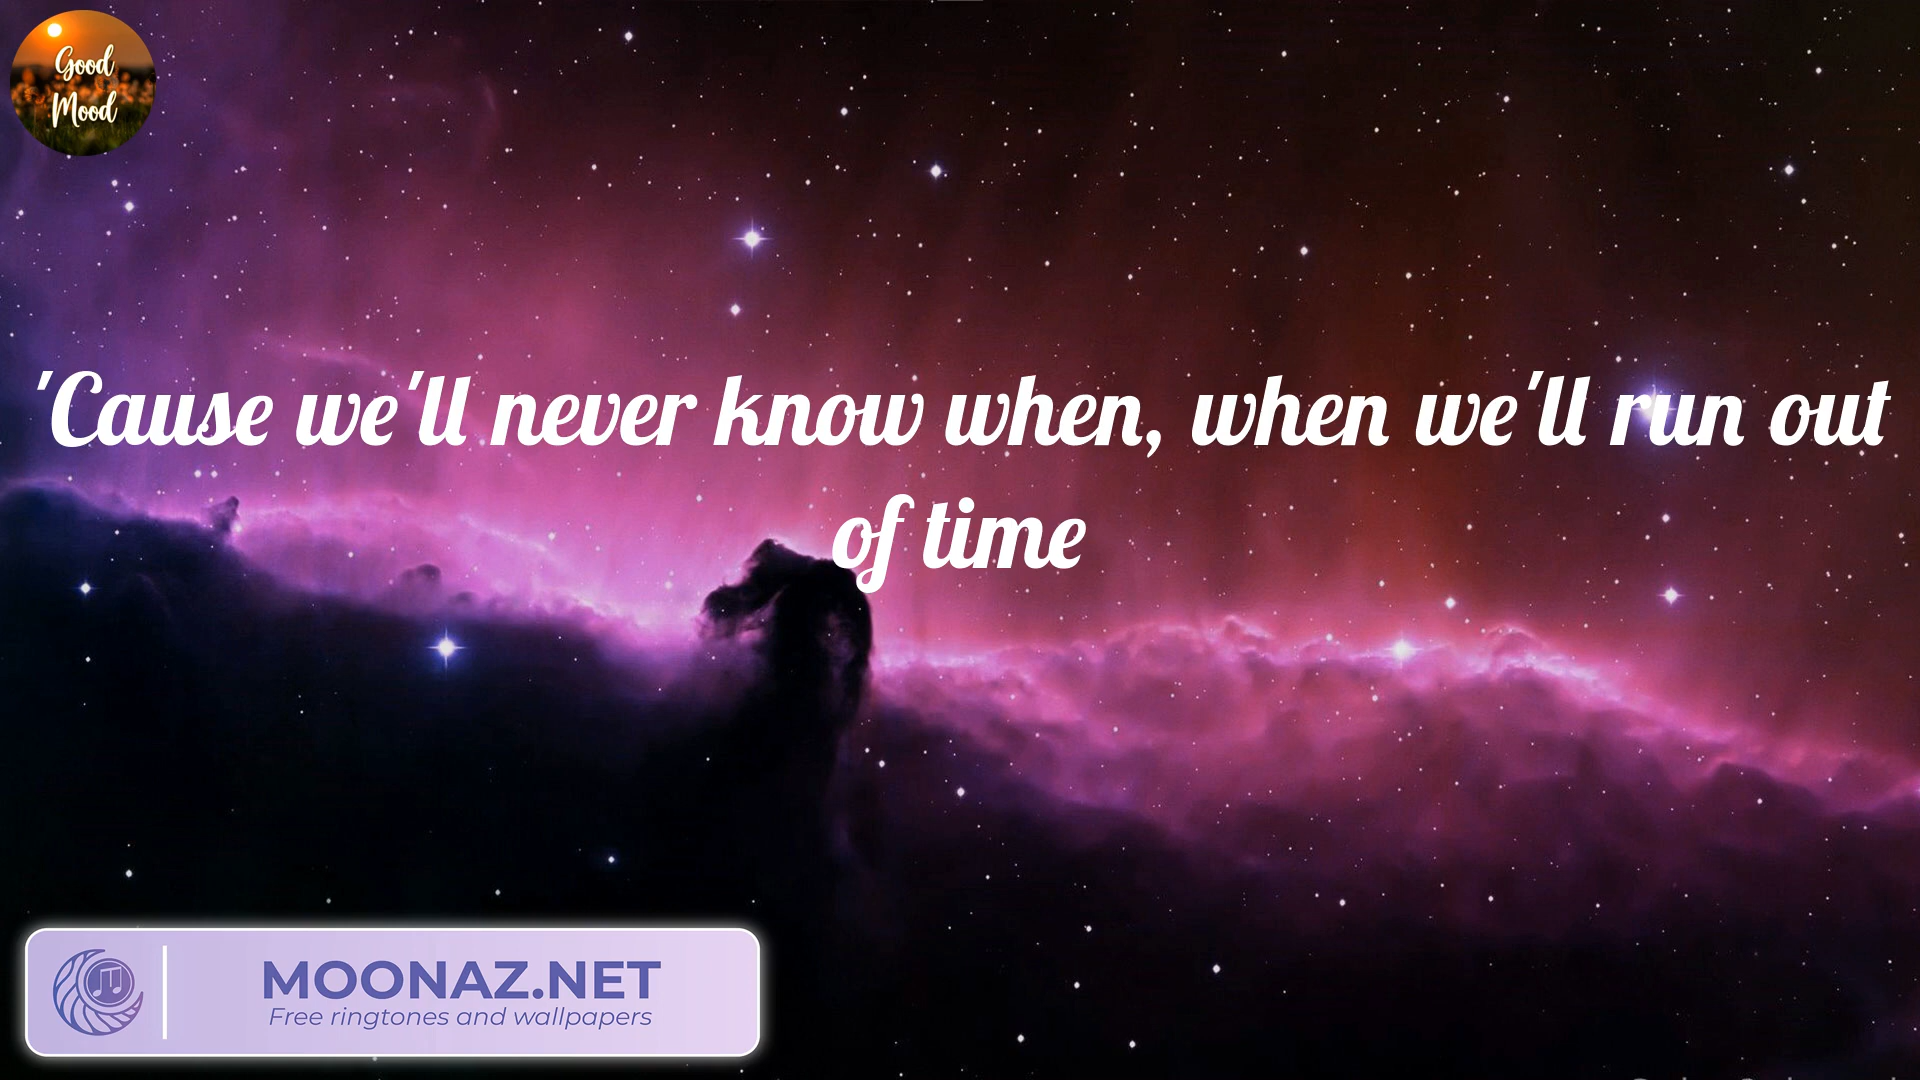 Good
Mood
'Cause we'll never know when, when we'll run out
of time
MOONAZ.NET
Free ringtones and wallpapers